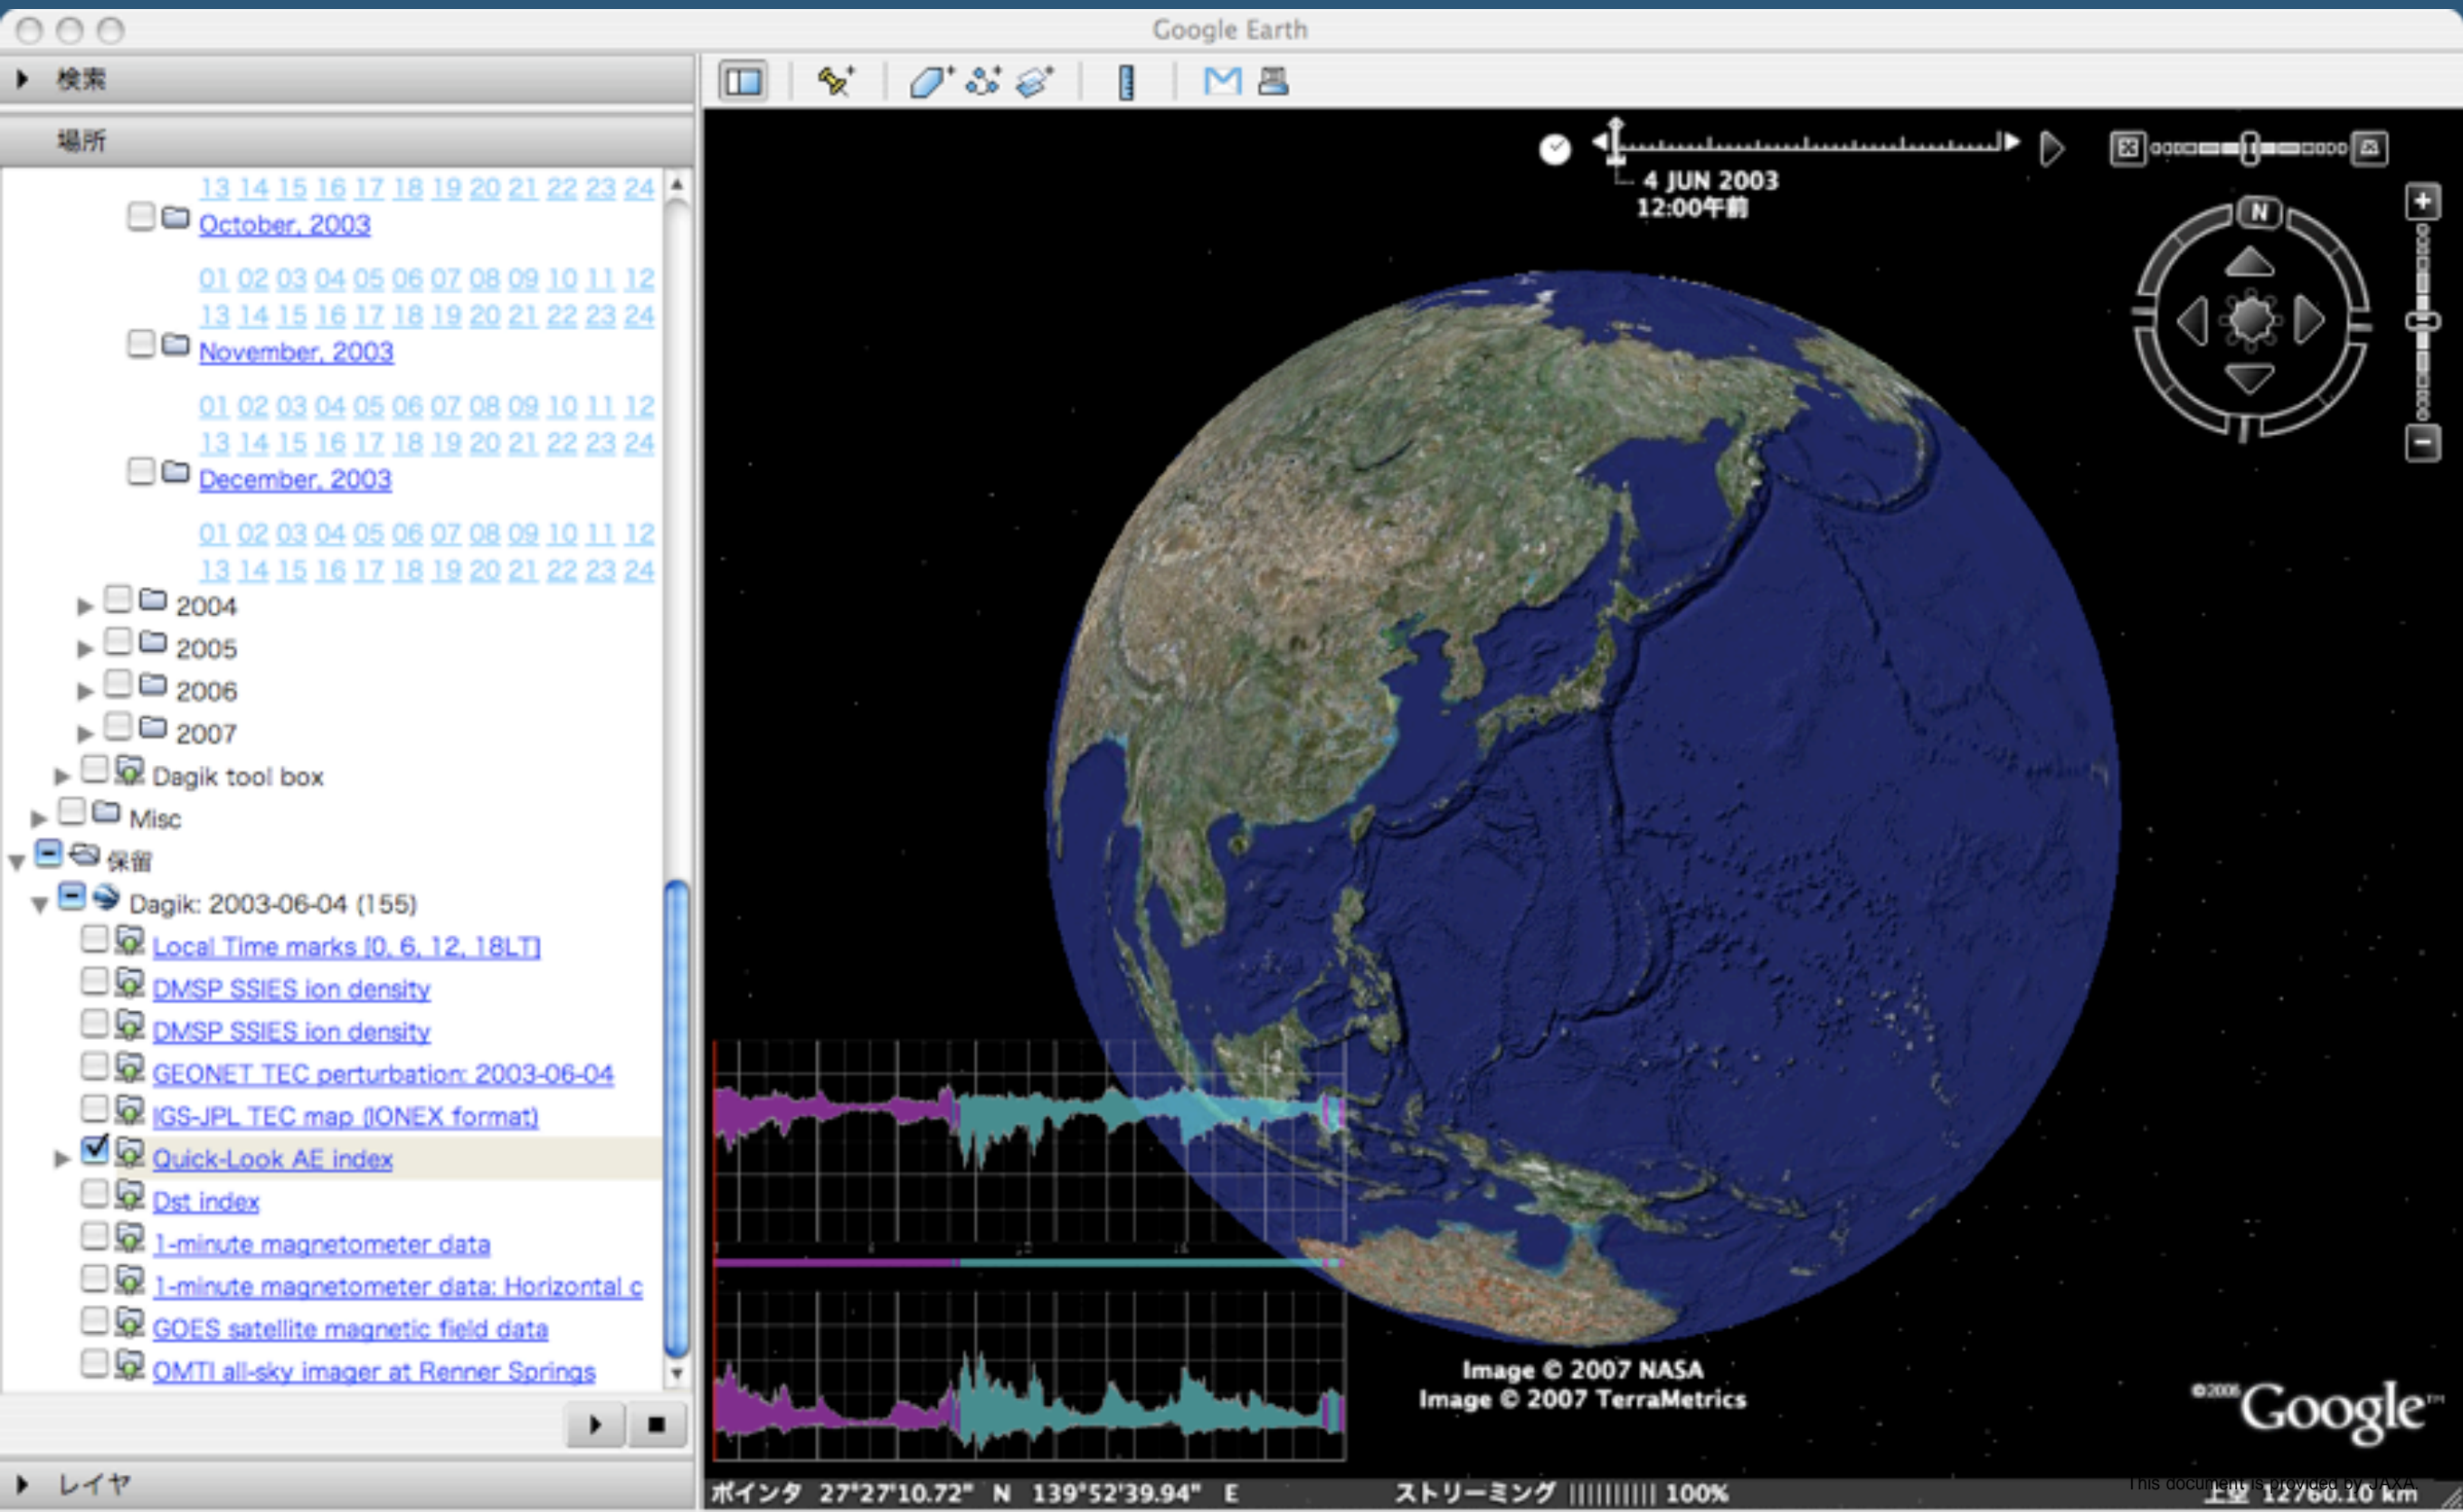 Google Earth
検索
場所
13 14 15 16 17 18 19 20 21 22 23 24
October, 2003
01 02 03 04 05 06 07 08 09 10 11 12
13 14 15 16 17 18 19 20 21 22 23 24
November, 2003
01 02 03 04 05 06 07 08 09 10 11 12
13 14 15 16 17 18 19 20 21 22 23 24
December, 2003
01 02 03 04 05 06 07 08 09 10 11 12
13 14 15 16 17 18 19 20 21 22 23 24
2004
2005
2006
2007
Dagik tool box
Misc
保留
Dagik: 2003-06-04 (155)
Local Time marks [0, 6, 12, 18LT]
DMSP SSIES ion density
DMSP SSIES ion density
GEONET TEC perturbation: 2003-06-04
IGS-JPL TEC map (IONEX format)
Quick-Look AE index
Dst index
1-minute magnetometer data
1-minute magnetometer data: Horizontal c
GOES satellite magnetic field data
OMTI all-sky imager at Renner Springs
レイヤ
4 JUN 2003
12:00午前
N
Image © 2007 NASA
Image © 2007 TerraMetrics
©2006 Google™
ポインタ 27°27'10.72" N 139°52'39.94" E
ストリーミング |||||||||| 100%
上空 12760.10 km
This document is provided by JAXA.